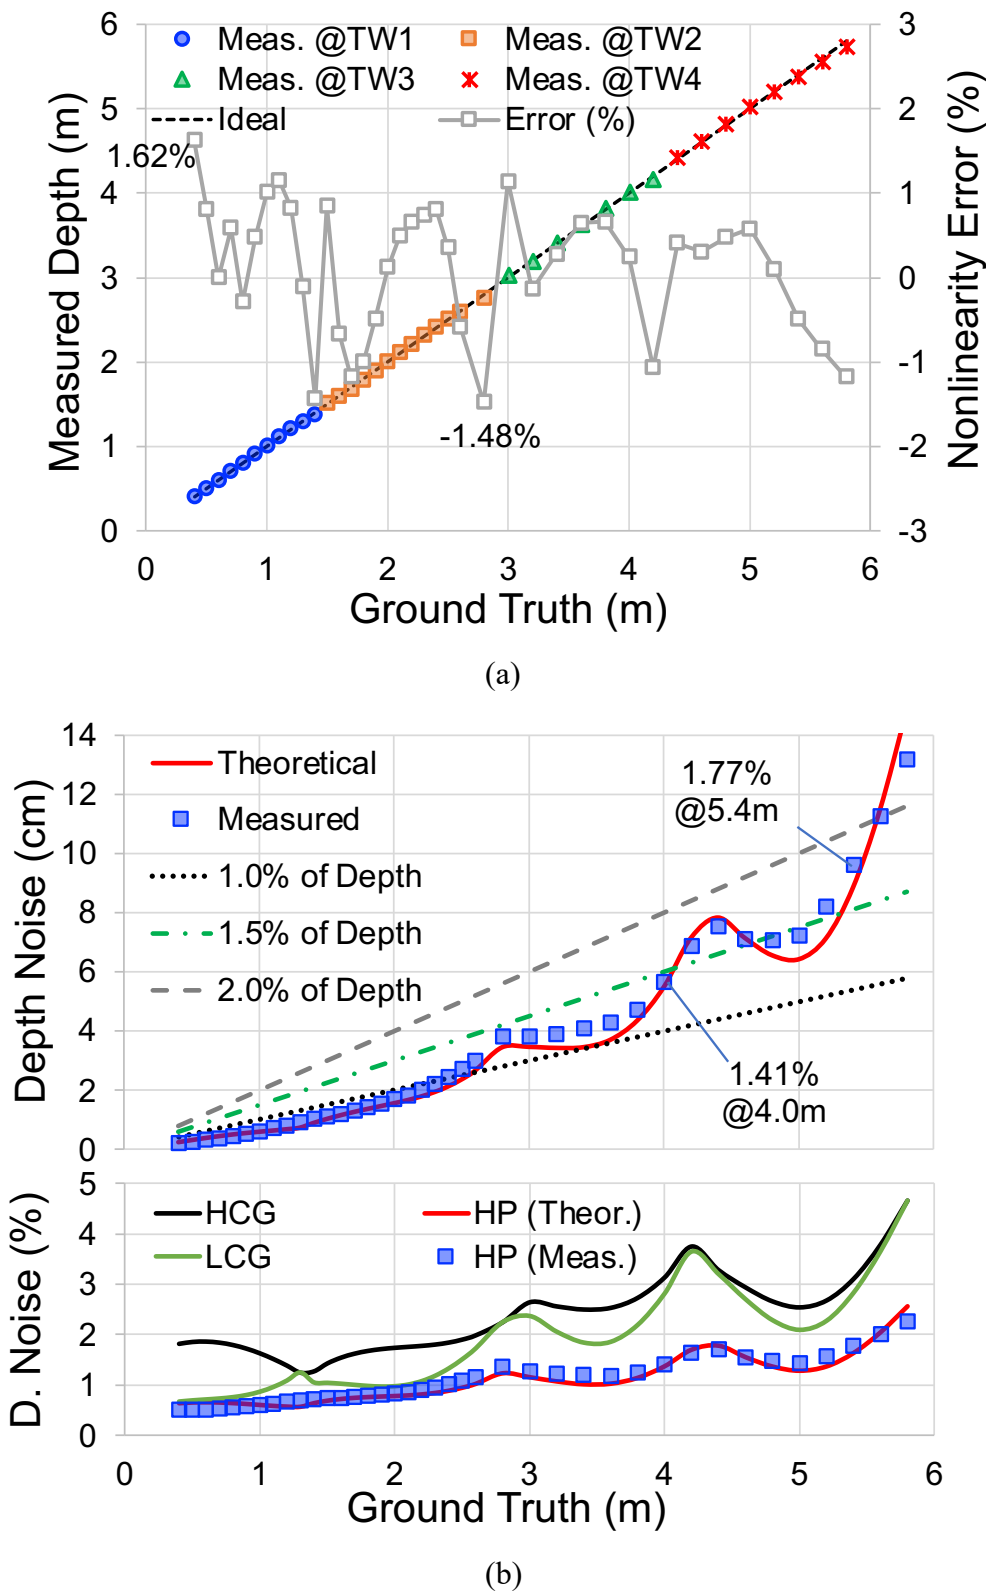 6
5
4
3
2
1
0
Measured Depth (m)
Meas. @TW1
Meas. @TW2
Meas. @TW3
Meas. @TW4
Ideal
Error (%)
1.62%
-1.48%
3
2
1
0
-1
-2
-3
Nonlinearity Error (%)
0 1 2 3 4 5 6
Ground Truth (m)
(a)
14
12
10
8
6
4
2
0
Depth Noise (cm)
Theoretical
Measured
1.0% of Depth
1.5% of Depth
2.0% of Depth
1.77%
@5.4m
1.41%
@4.0m
5
4
3
2
1
0
D. Noise (%)
HCG
HP (Theor.)
LCG
HP (Meas.)
0 1 2 3 4 5 6
Ground Truth (m)
(b)